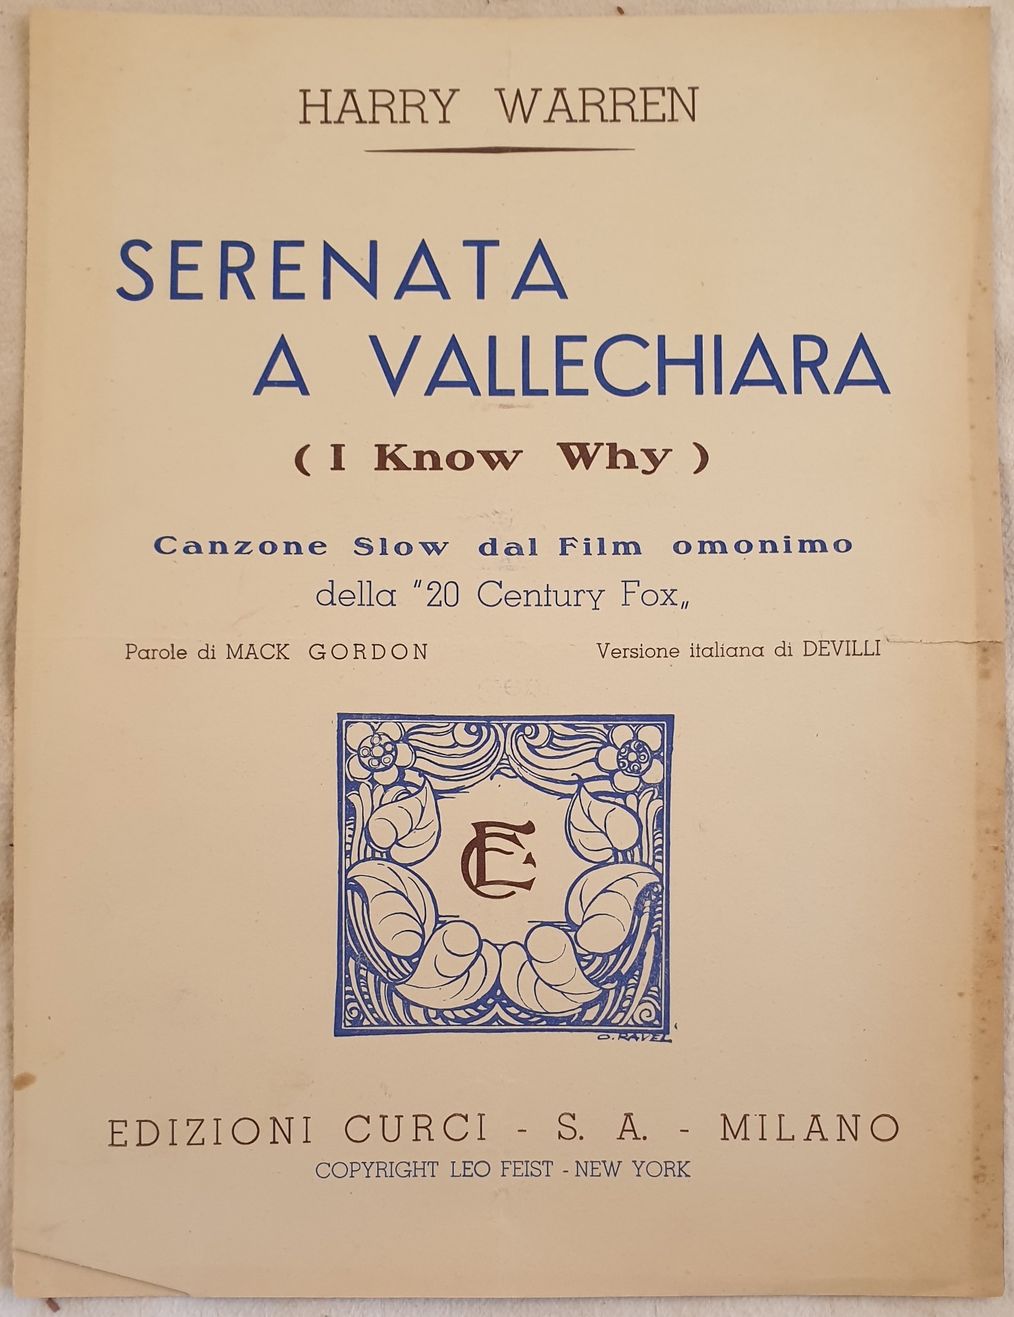 HARRY WARREN
SERENATA
A VALLECHIARA
( I Know Why )
Canzone Slow dal Film omonimo
della "20 Century Fox„
Parole di MACK GORDON
Versione italiana di DEVILLI
CE
O. RAVEL
EDIZIONI CURCI - S. A. - MILANO
COPYRIGHT LEO FEIST - NEW YORK